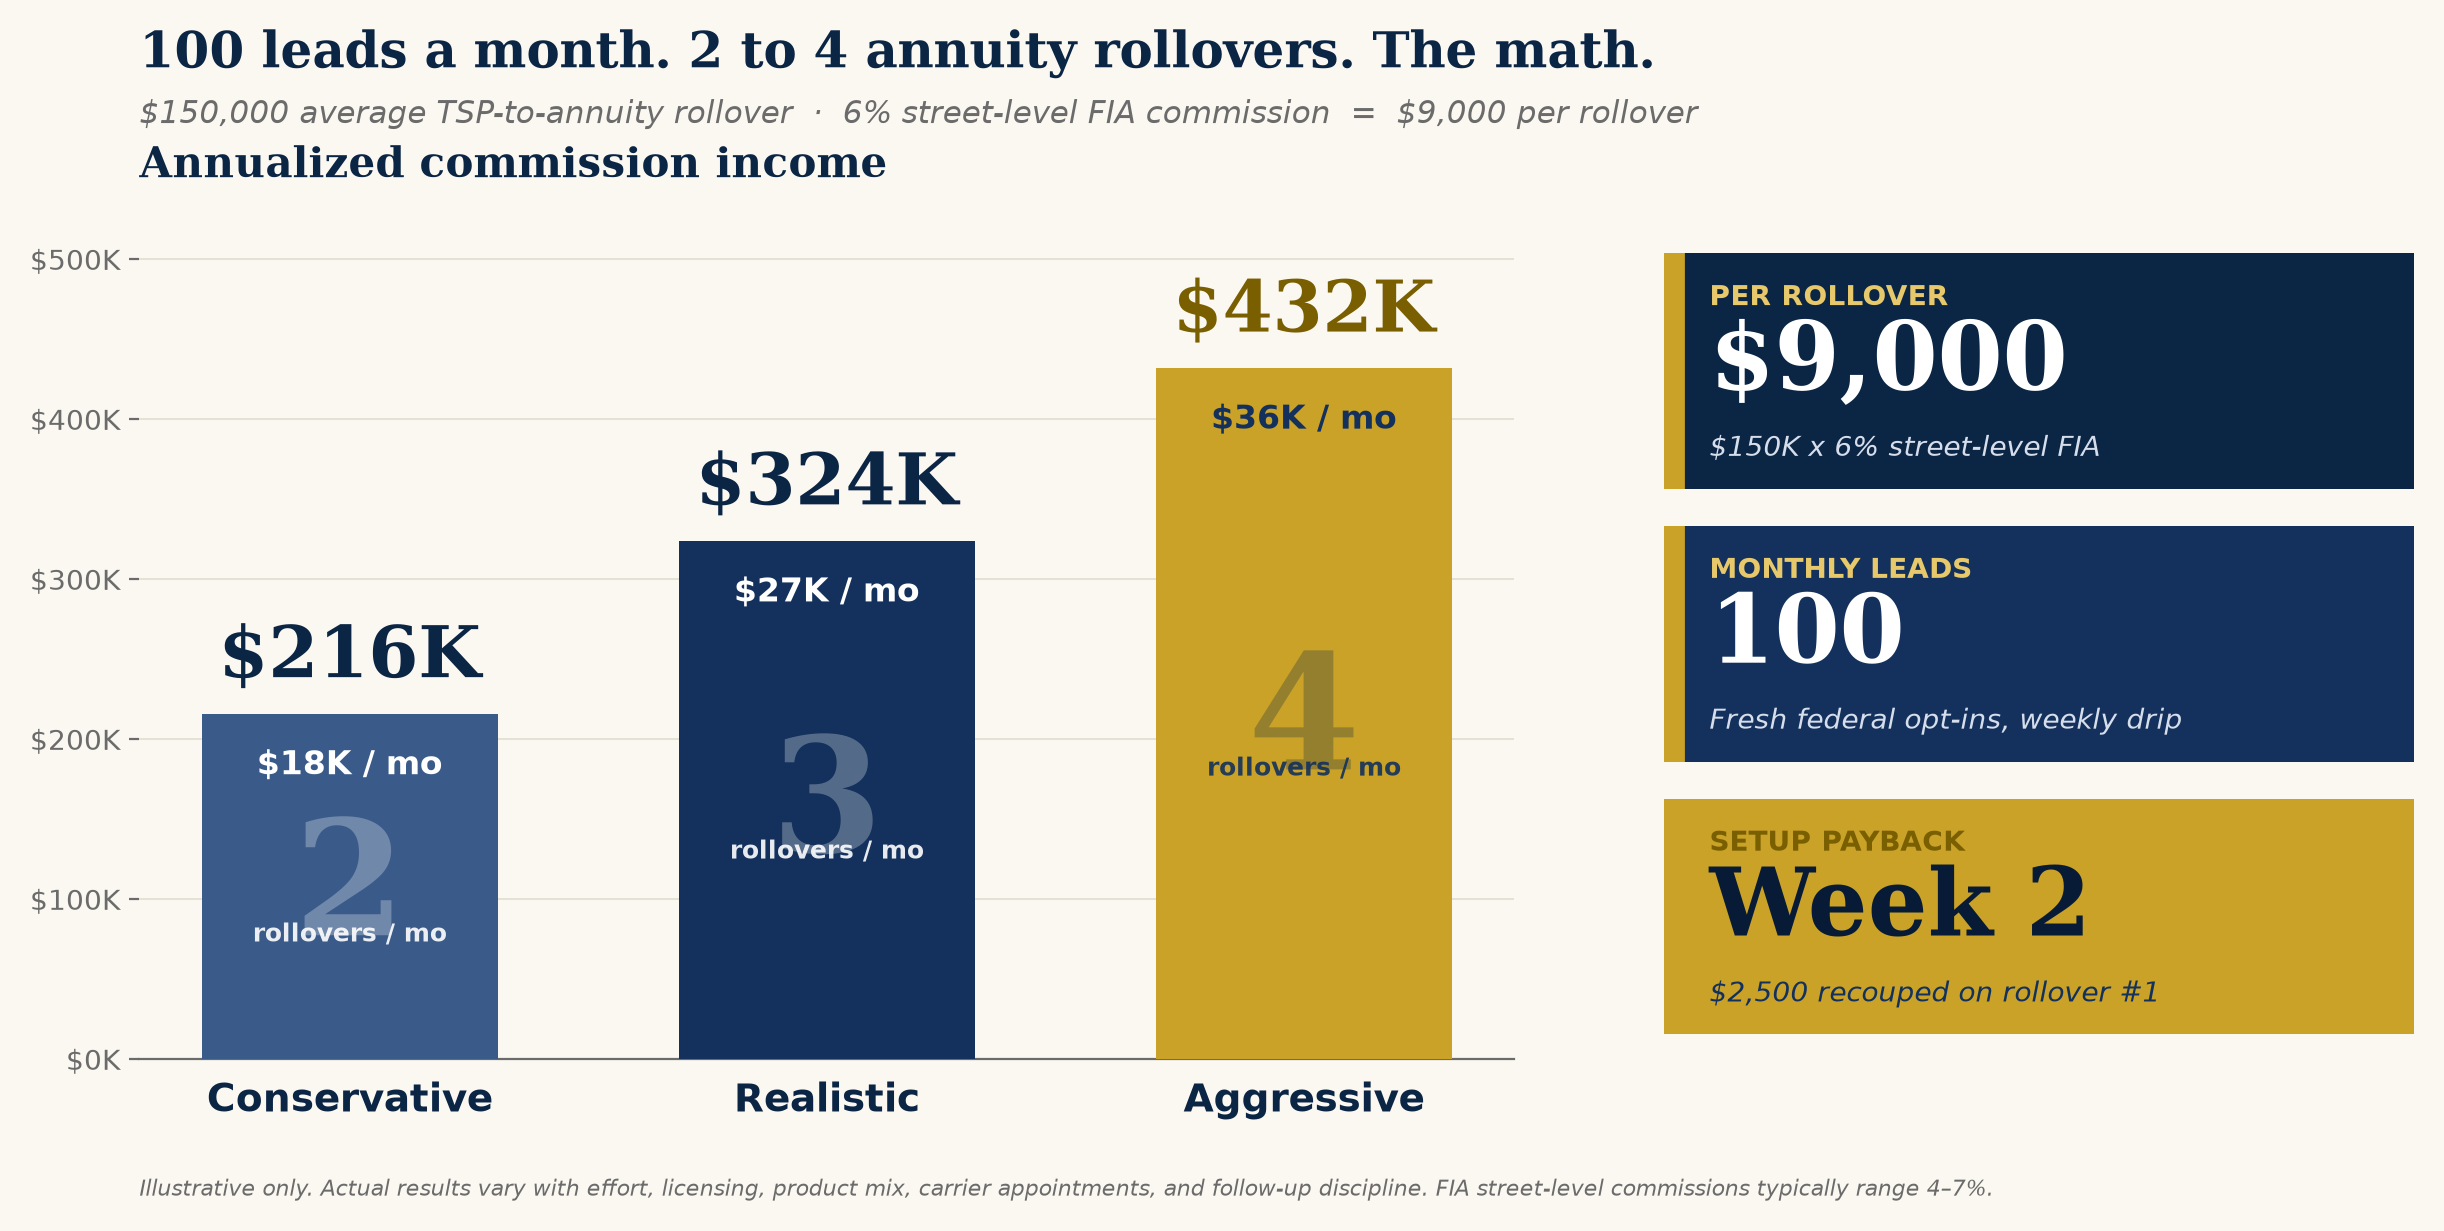 100 leads a month. 2 to 4 annuity rollovers. The math.
$150,000 average TSP-to-annuity rollover · 6% street-level FIA commission = $9,000 per rollover
Annualized commission income
$500K
$400K
$300K
$200K
$100K
$0K
$216K
$18K / mo
2
rollovers / mo
Conservative
$324K
$27K / mo
3
rollovers / mo
Realistic
$432K
$36K / mo
4
rollovers / mo
Aggressive
PER ROLLOVER
$9,000
$150K x 6% street-level FIA
MONTHLY LEADS
100
Fresh federal opt-ins, weekly drip
SETUP PAYBACK
Week 2
$2,500 recouped on rollover #1
Illustrative only. Actual results vary with effort, licensing, product mix, carrier appointments, and follow-up discipline. FIA street-level commissions typically range 4–7%.